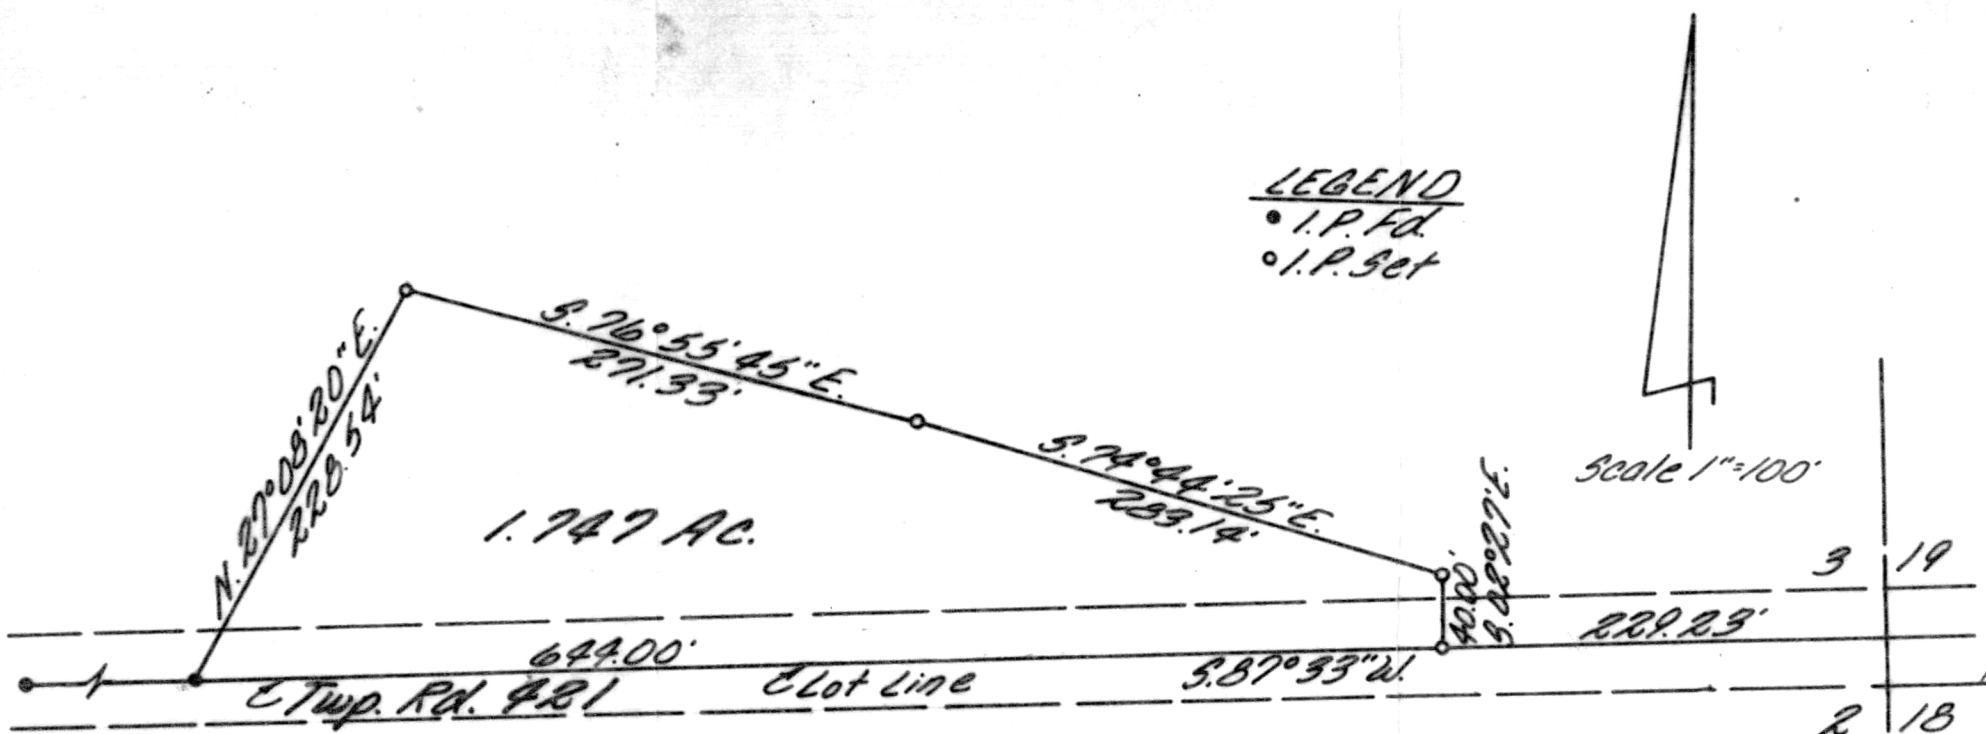 LEGEND
• I.P. Fd.
○ I.P. Set
S. 76° 55' 45" E.
271.33'
N. 27° 08' 20" E.
228.54'
S. 74° 44' 25" E.
283.14'
Scale 1"=100'
1.747 Ac.
40.00'
S. 02° 27' E.
3 19
229.23'
644.00'
S. 87° 33" W.
℄ Twp. Rd. 421
℄ Lot Line
2 18